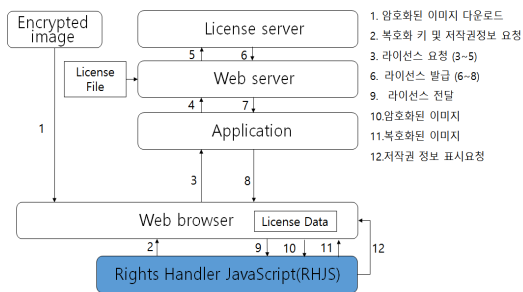 Encrypted
image
License server
5
6
License
File
Web server
4
7
Application
1
3
8
Web browser
License Data
2
9
10
11
12
Rights Handler JavaScript(RHJS)
1. 암호화된 이미지 다운로드
2. 복호화 키 및 저작권정보 요청
3. 라이선스 요청 (3~5)
6. 라이선스 발급 (6~8)
9. 라이선스 전달
10.암호화된 이미지
11.복호화된 이미지
12.저작권 정보 표시요청